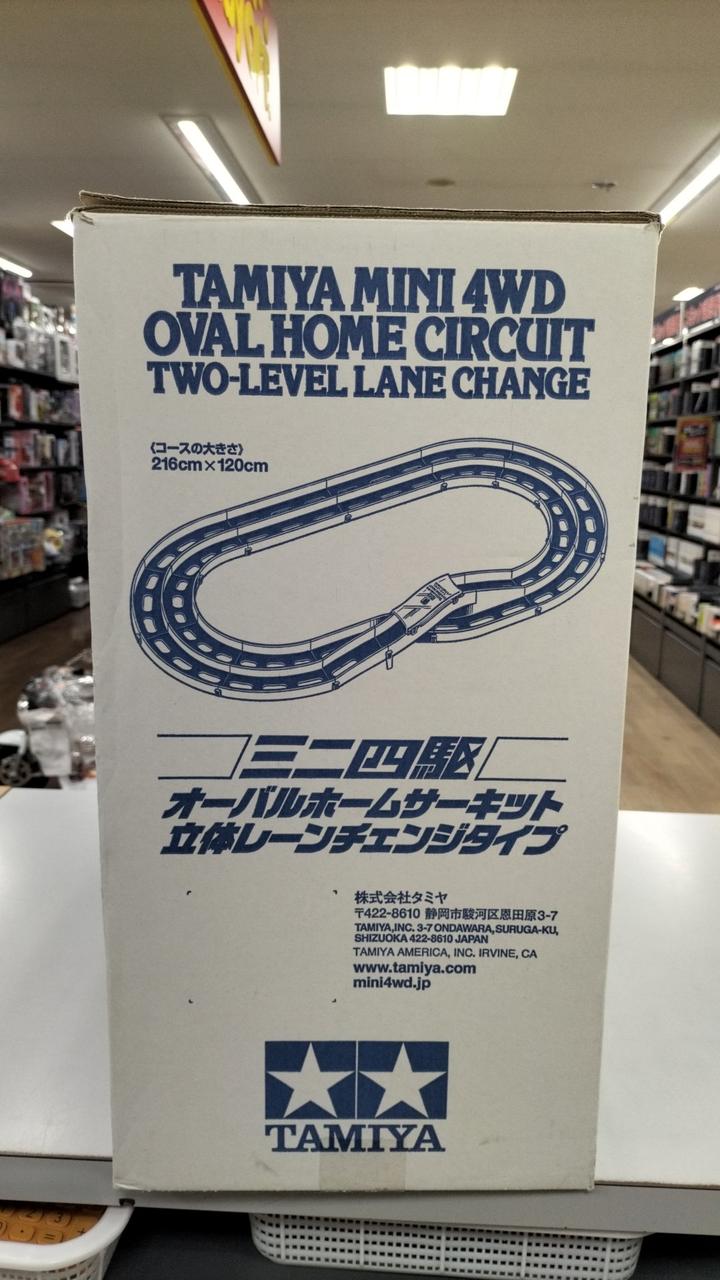 TAMIYA MINI 4WD
OVAL HOME CIRCUIT
TWO-LEVEL LANE CHANGE
〈コースの大きさ〉
216cm×120cm
ミニ四駆
オーバルホームサーキット
立体レーンチェンジタイプ
株式会社タミヤ
〒422-8610 静岡市駿河区恩田原3-7
TAMIYA,INC. 3-7 ONDAWARA,SURUGA-KU,
SHIZUOKA 422-8610 JAPAN
TAMIYA AMERICA, INC. IRVINE, CA
www.tamiya.com
mini4wd.jp
TAMIYA